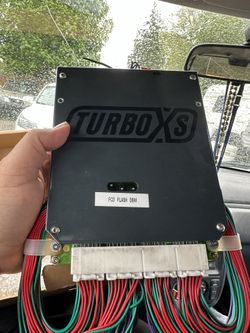 TURBOXS
FCD FLASH DBW